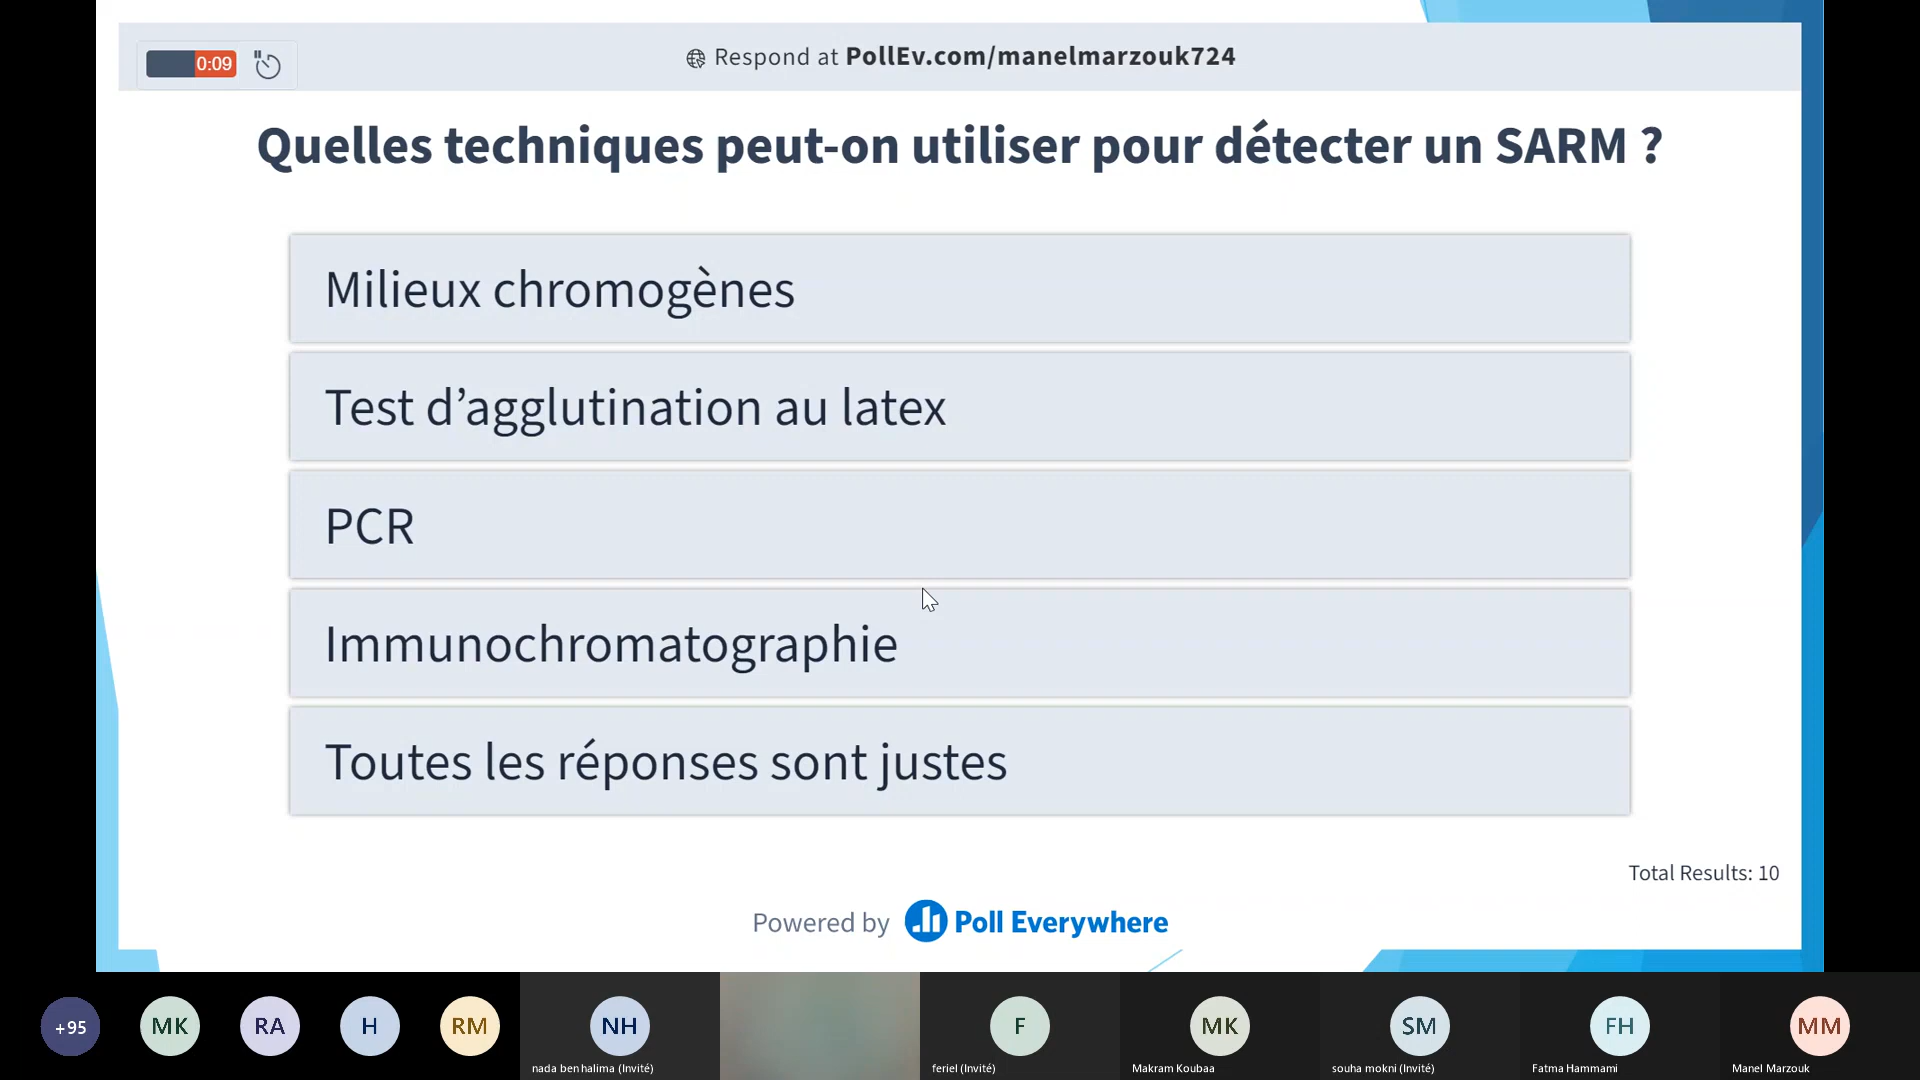 0:09
Respond at PollEv.com/manelmarzouk724
Quelles techniques peut-on utiliser pour détecter un SARM ?
Milieux chromogènes
Test d’agglutination au latex
PCR
Immunochromatographie
Toutes les réponses sont justes
Total Results: 10
Powered by Poll Everywhere
+95
MK
RA
H
RM
NH
F
MK
SM
FH
MM
nada ben halima (Invité)
feriel (Invité)
Makram Koubaa
souha mokni (Invité)
Fatma Hammami
Manel Marzouk